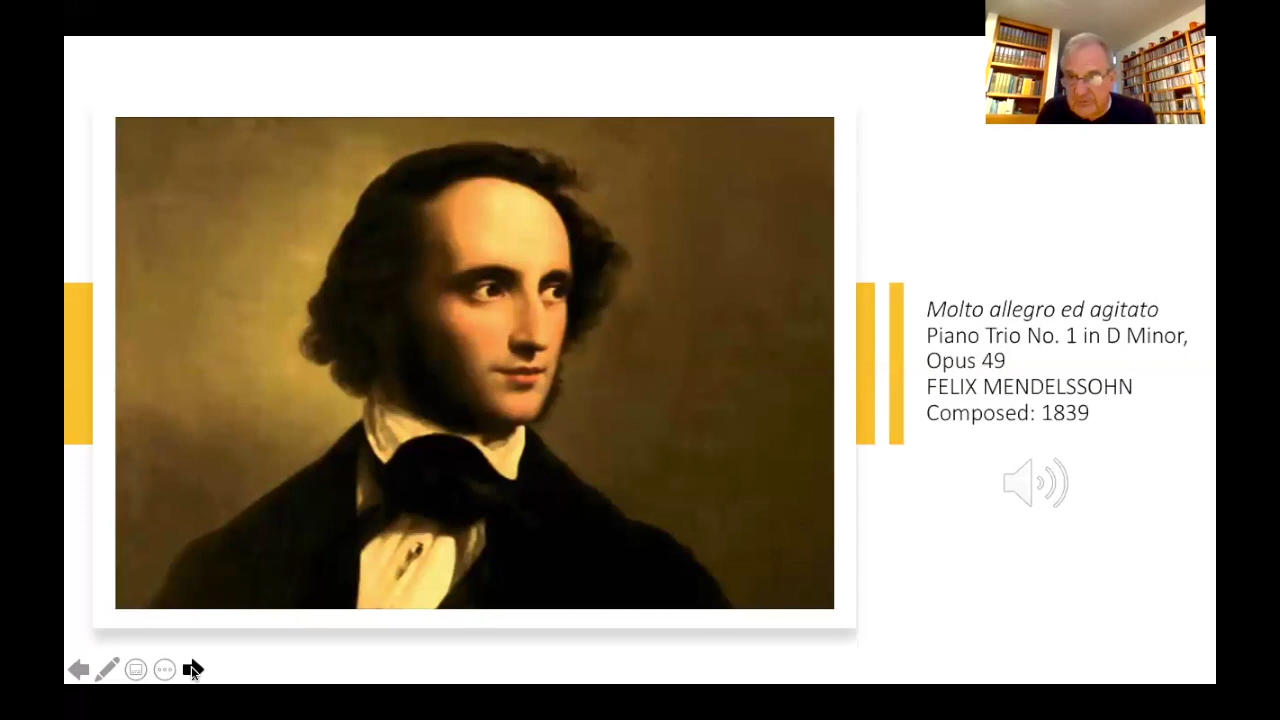 Molto allegro ed agitato
Piano Trio No. 1 in D Minor,
Opus 49
FELIX MENDELSSOHN
Composed: 1839